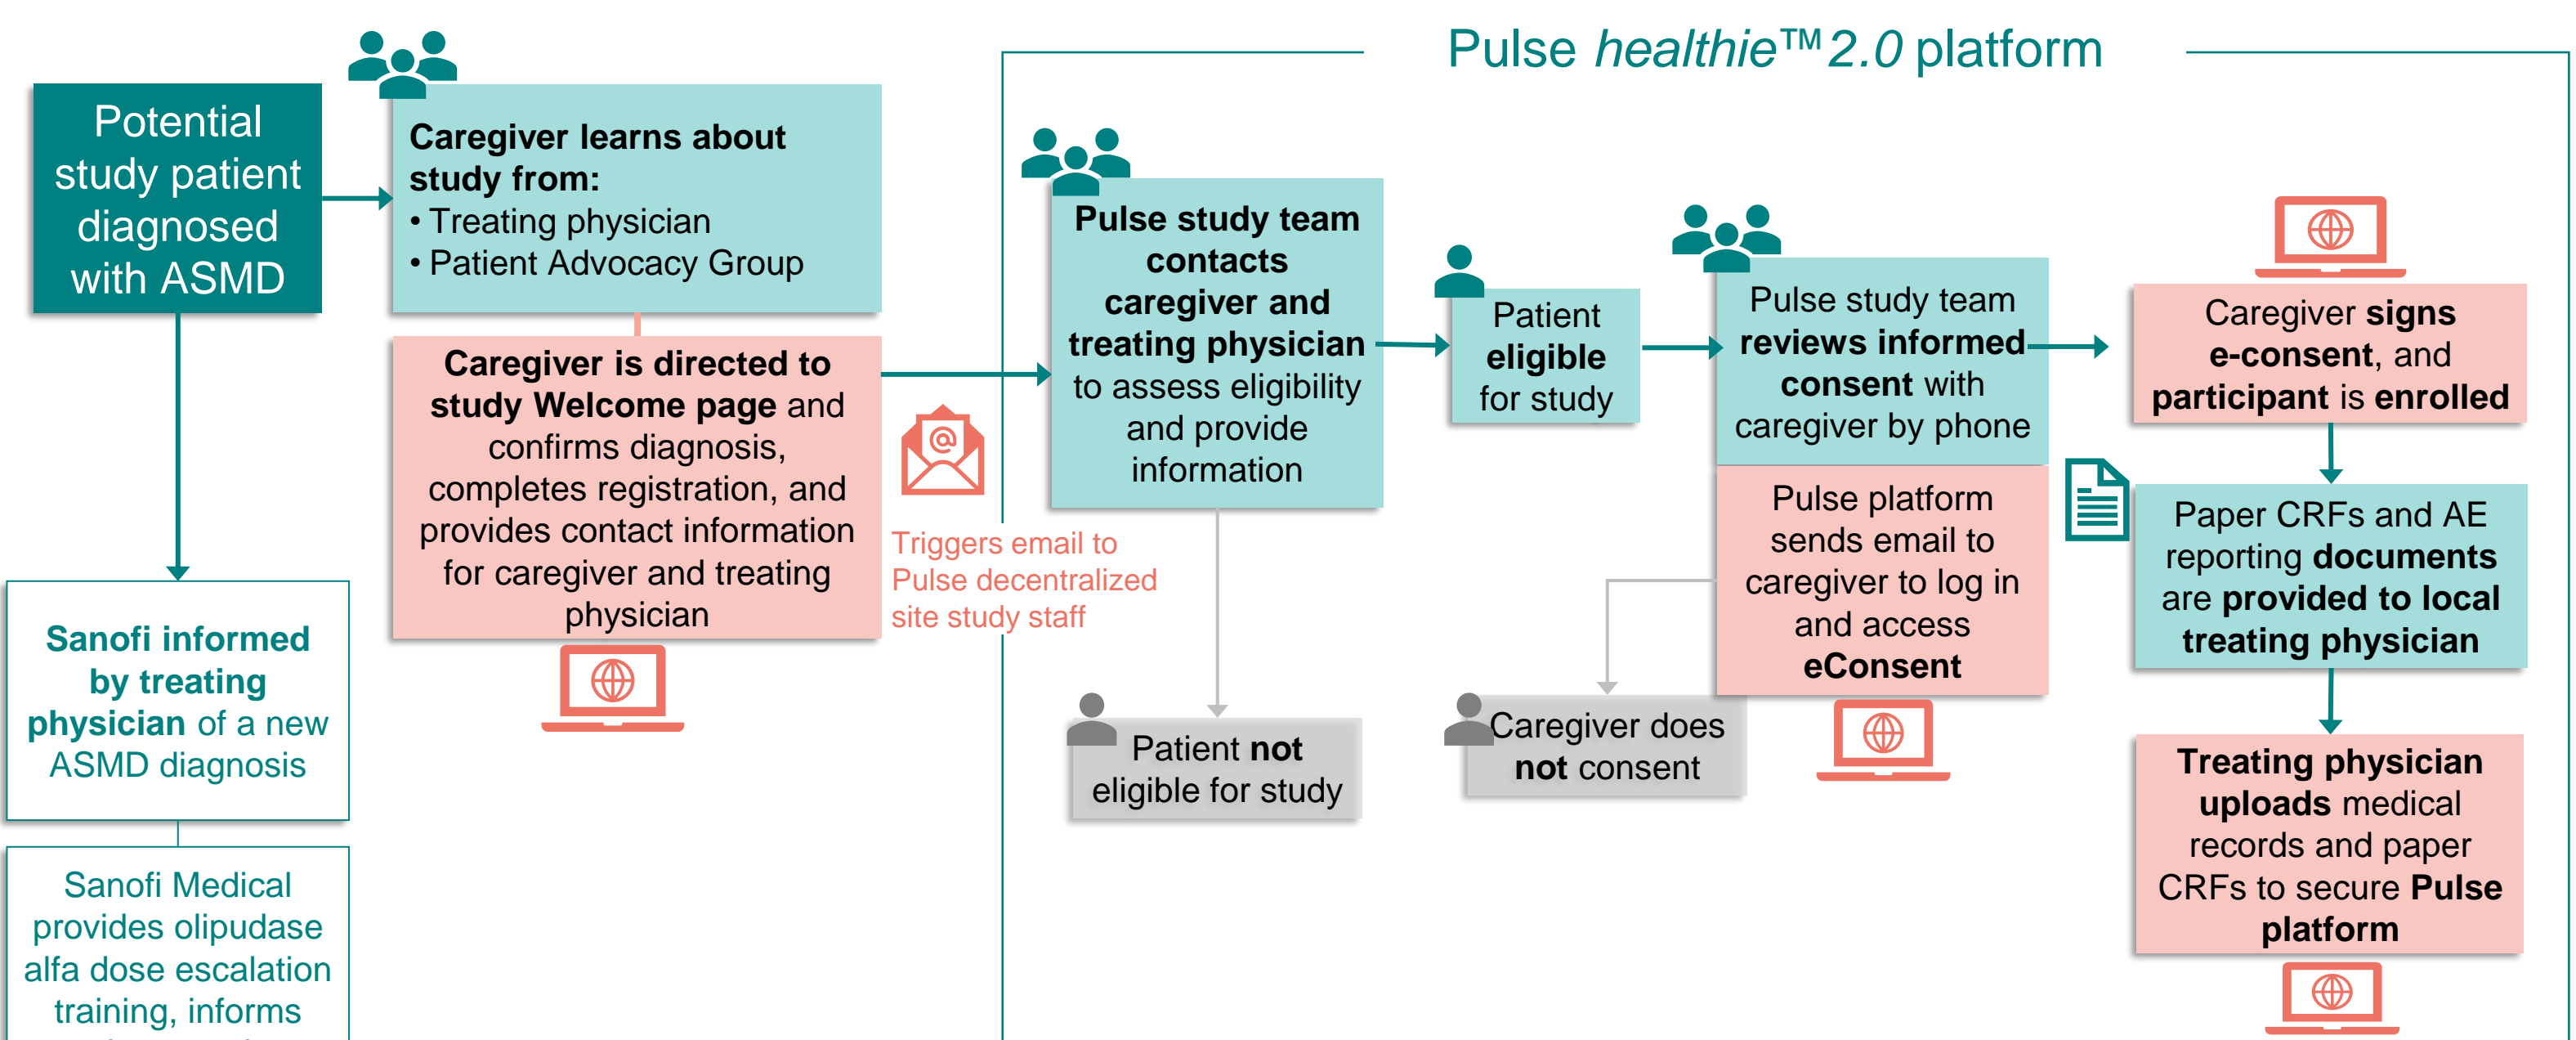 Pulse healthie™ 2.0 platform
Potential
study patient
diagnosed
with ASMD
Caregiver learns about
study from:
• Treating physician
• Patient Advocacy Group
Caregiver is directed to
study Welcome page and
confirms diagnosis,
completes registration, and
provides contact information
for caregiver and treating
physician
@
Triggers email to
Pulse decentralized
site study staff
Pulse study team
contacts
caregiver and
treating physician
to assess eligibility
and provide
information
Patient
eligible
for study
Pulse study team
reviews informed
consent with
caregiver by phone
Pulse platform
sends email to
caregiver to log in
and access
eConsent
Caregiver signs
e-consent, and
participant is enrolled
Paper CRFs and AE
reporting documents
are provided to local
treating physician
Treating physician
uploads medical
records and paper
CRFs to secure Pulse
platform
Patient not
eligible for study
Caregiver does
not consent
Sanofi informed
by treating
physician of a new
ASMD diagnosis
Sanofi Medical
provides olipudase
alfa dose escalation
training, informs